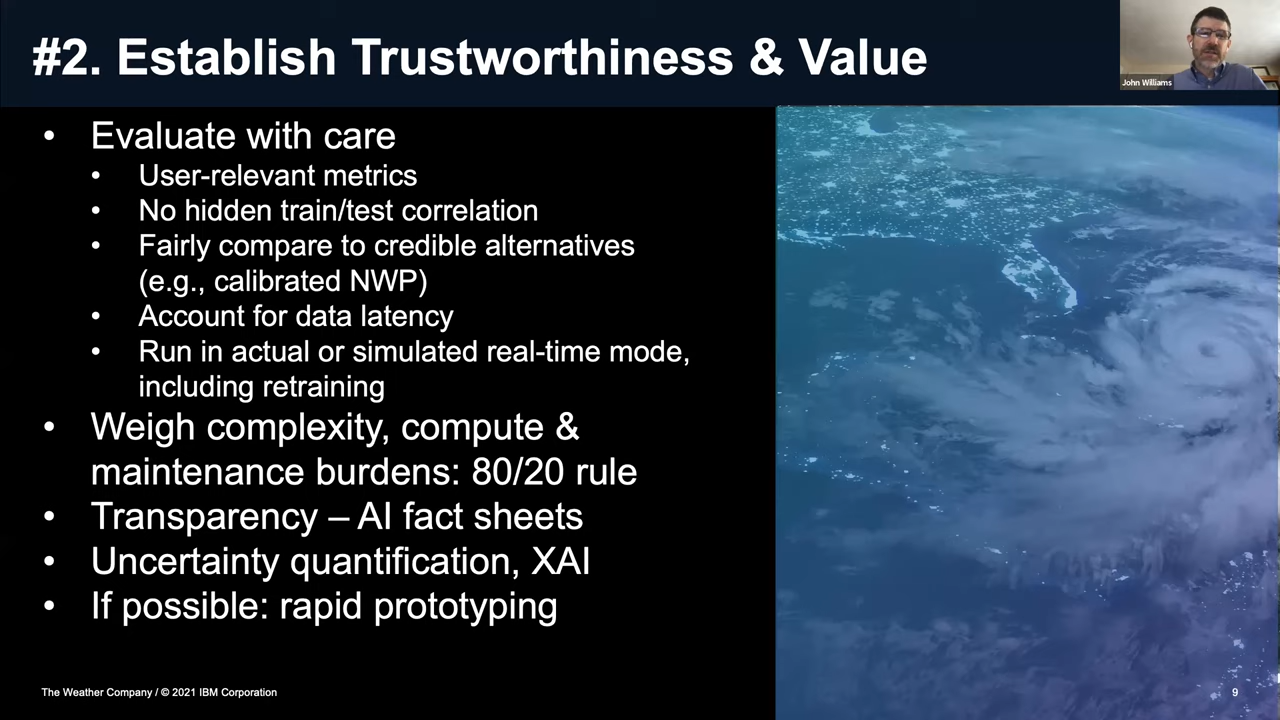 #2. Establish Trustworthiness & Value
John Williams
• Evaluate with care
• User-relevant metrics
• No hidden train/test correlation
• Fairly compare to credible alternatives
(e.g., calibrated NWP)
• Account for data latency
• Run in actual or simulated real-time mode,
including retraining
• Weigh complexity, compute &
maintenance burdens: 80/20 rule
• Transparency – AI fact sheets
• Uncertainty quantification, XAI
• If possible: rapid prototyping
The Weather Company / © 2021 IBM Corporation
9